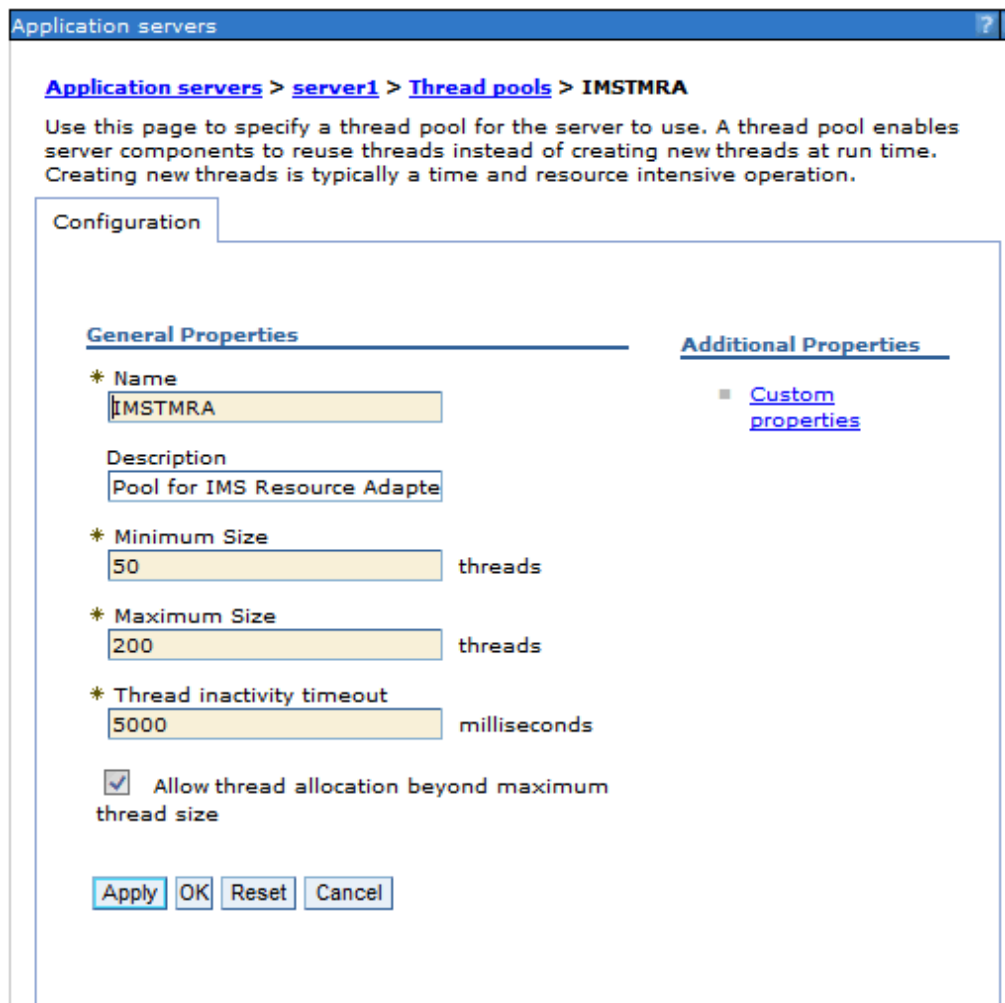 Application servers ?
Application servers > server1 > Thread pools > IMSTMRA
Use this page to specify a thread pool for the server to use. A thread pool enables
server components to reuse threads instead of creating new threads at run time.
Creating new threads is typically a time and resource intensive operation.
Configuration
General Properties
* Name
IMSTMRA
Description
Pool for IMS Resource Adapte
* Minimum Size
50 threads
* Maximum Size
200 threads
* Thread inactivity timeout
5000 milliseconds
Allow thread allocation beyond maximum
thread size
Apply OK Reset Cancel
Additional Properties
Custom
properties